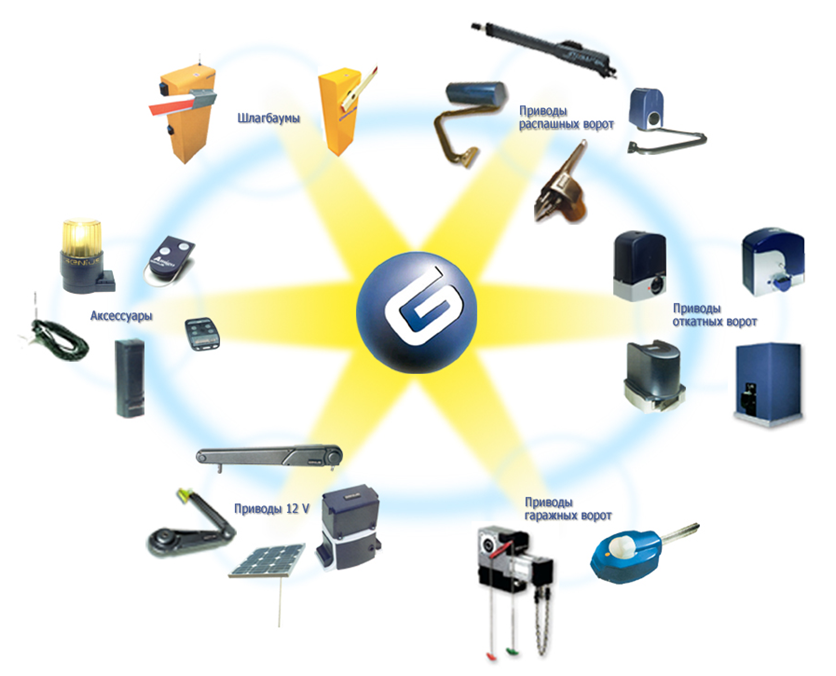 Шлагбаумы
Приводы
распашных ворот
Аксессуары
Приводы
откатных ворот
Приводы 12 V
Приводы
гаражных ворот